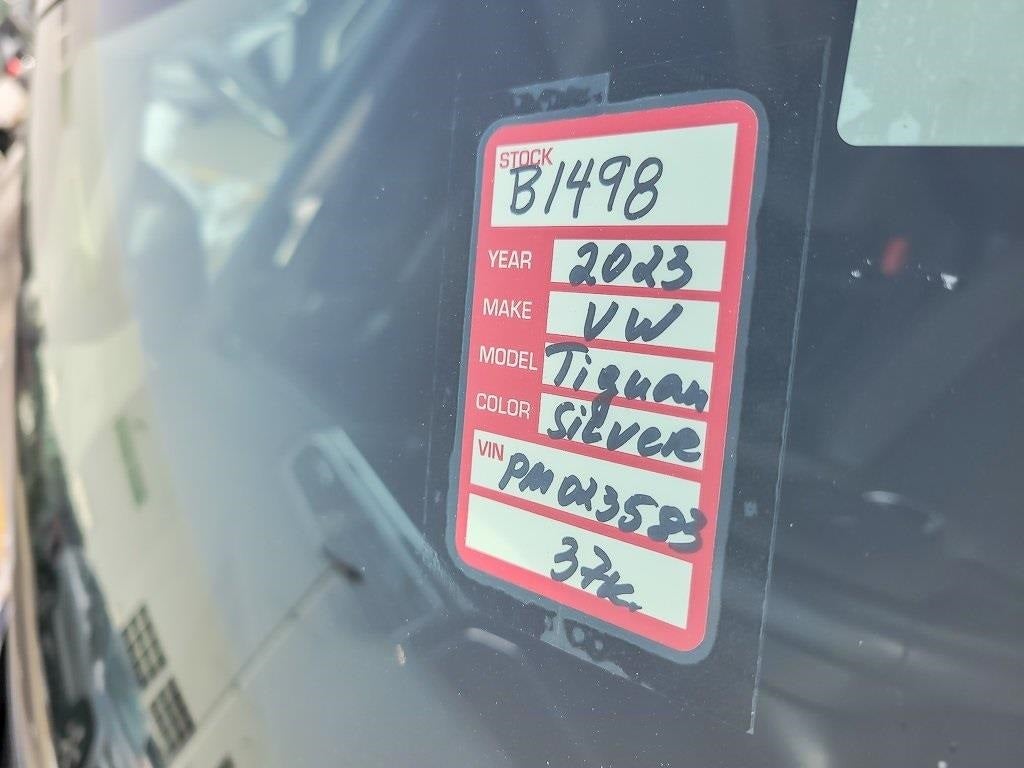 STOCK
B1498
YEAR 2023
MAKE VW
MODEL Tiguan
COLOR SiLVER
VIN PM023583
37K.